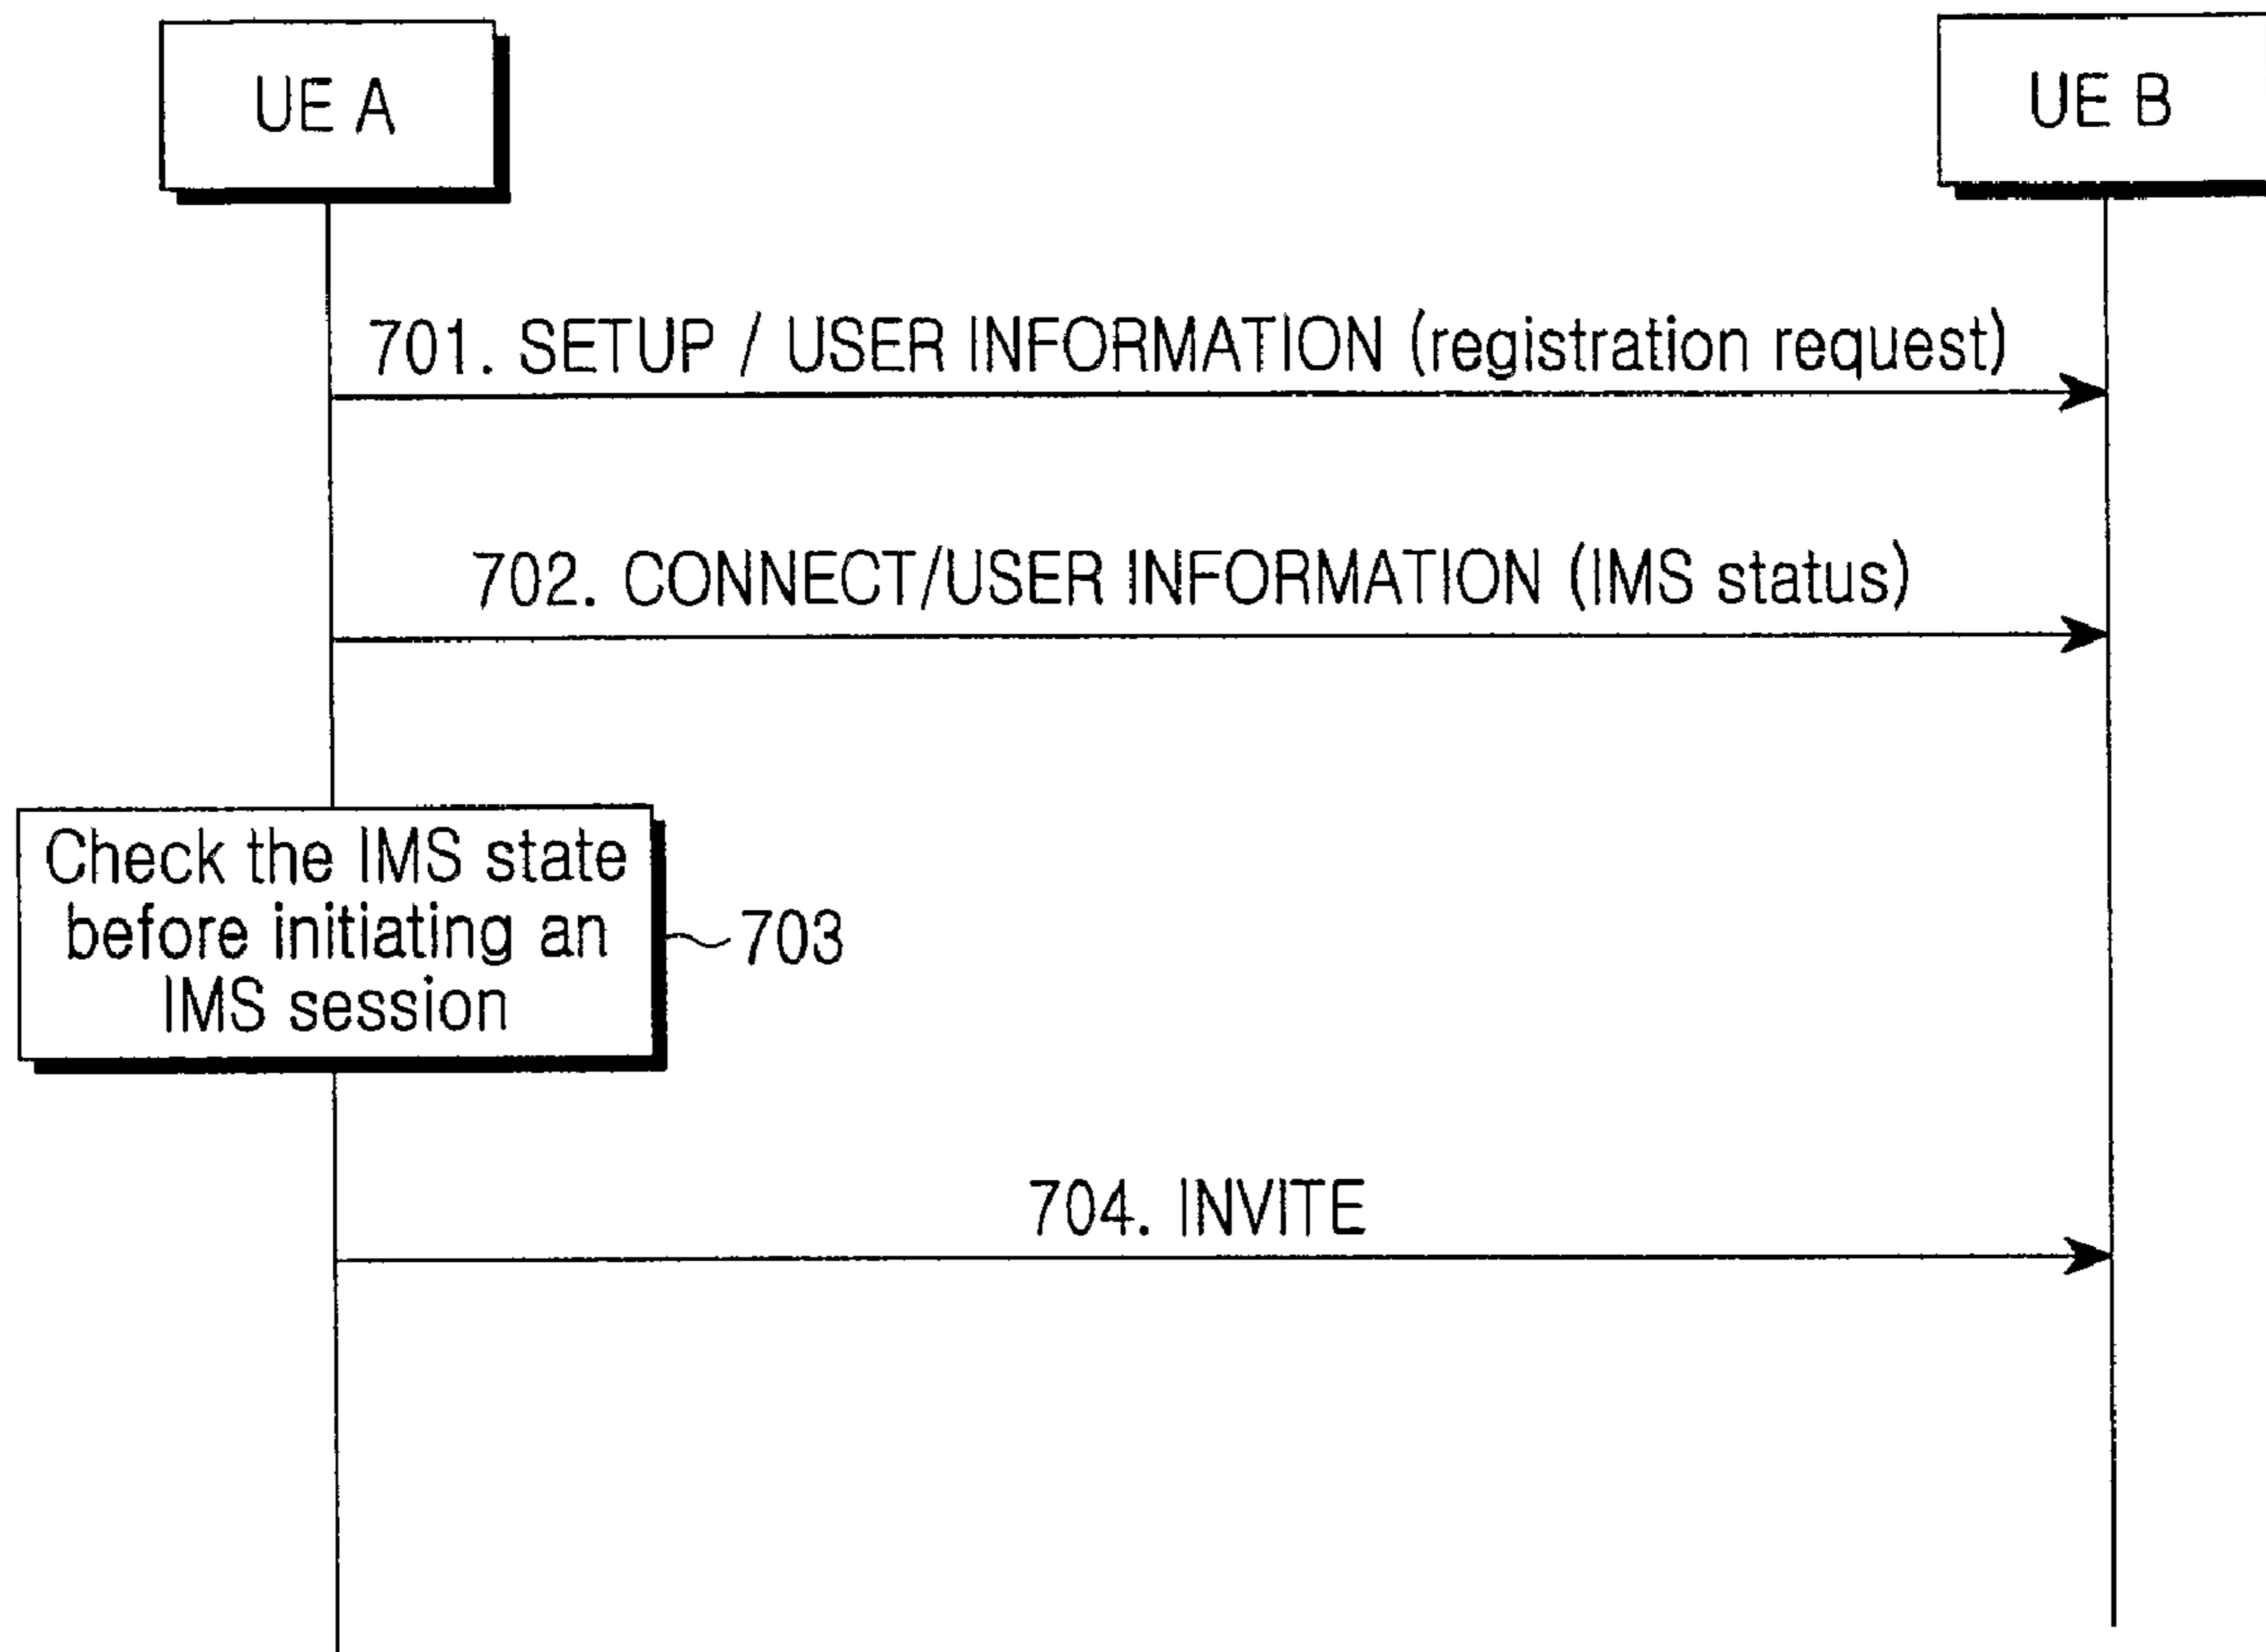 UE A
UE B
701. SETUP / USER INFORMATION (registration request)
702. CONNECT/USER INFORMATION (IMS status)
Check the IMS state
before initiating an
IMS session
703
704. INVITE